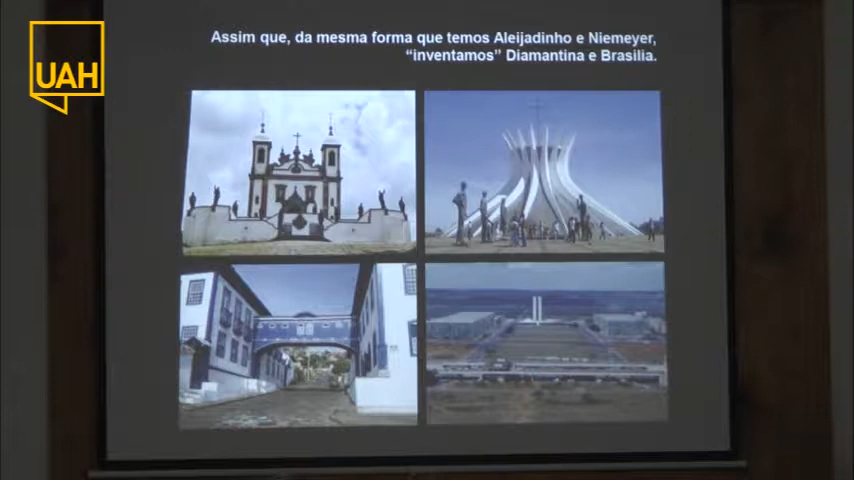 UAH
Assim que, da mesma forma que temos Aleijadinho e Niemeyer,
“inventamos” Diamantina e Brasilia.